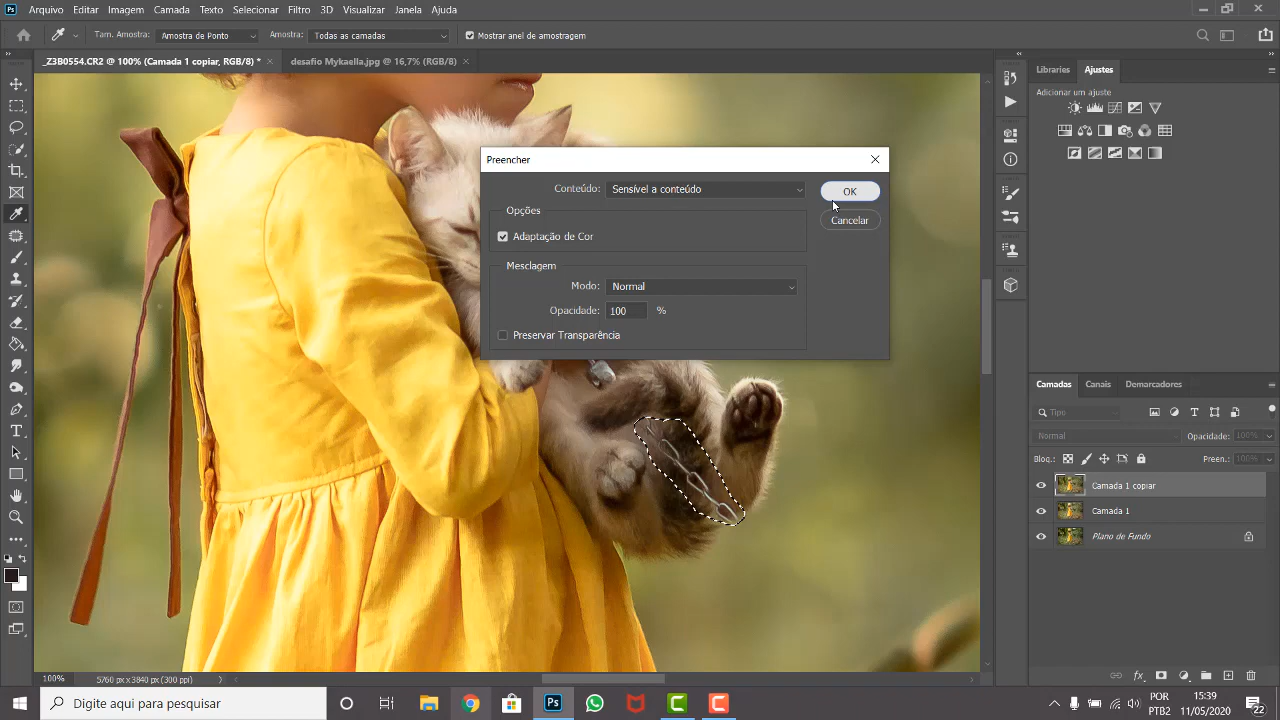 Ps Arquivo Editar Imagem Camada Texto Selecionar Filtro 3D Visualizar Janela Ajuda
Tam. Amostra: Amostra de Ponto Amostra: Todas as camadas Mostrar anel de amostragem
_Z3B0554.CR2 @ 100% (Camada 1 copiar, RGB/8) * × desafio Mykaella.jpg @ 16,7% (RGB/8) ×
Preencher
Conteúdo: Sensível a conteúdo OK
Opções
Cancelar
Adaptação de Cor
Mesclagem
Modo: Normal
Opacidade: 100 %
Preservar Transparência
Libraries Ajustes
Adicionar um ajuste
Camadas Canais Demarcadores
Tipo
Normal Opacidade: 100%
Bloq.: Preen.: 100%
Camada 1 copiar
Camada 1
Plano de Fundo
100% 5760 px x 3840 px (300 ppi)
Digite aqui para pesquisar
Ps
POR
PTB2
15:39
11/05/2020
22